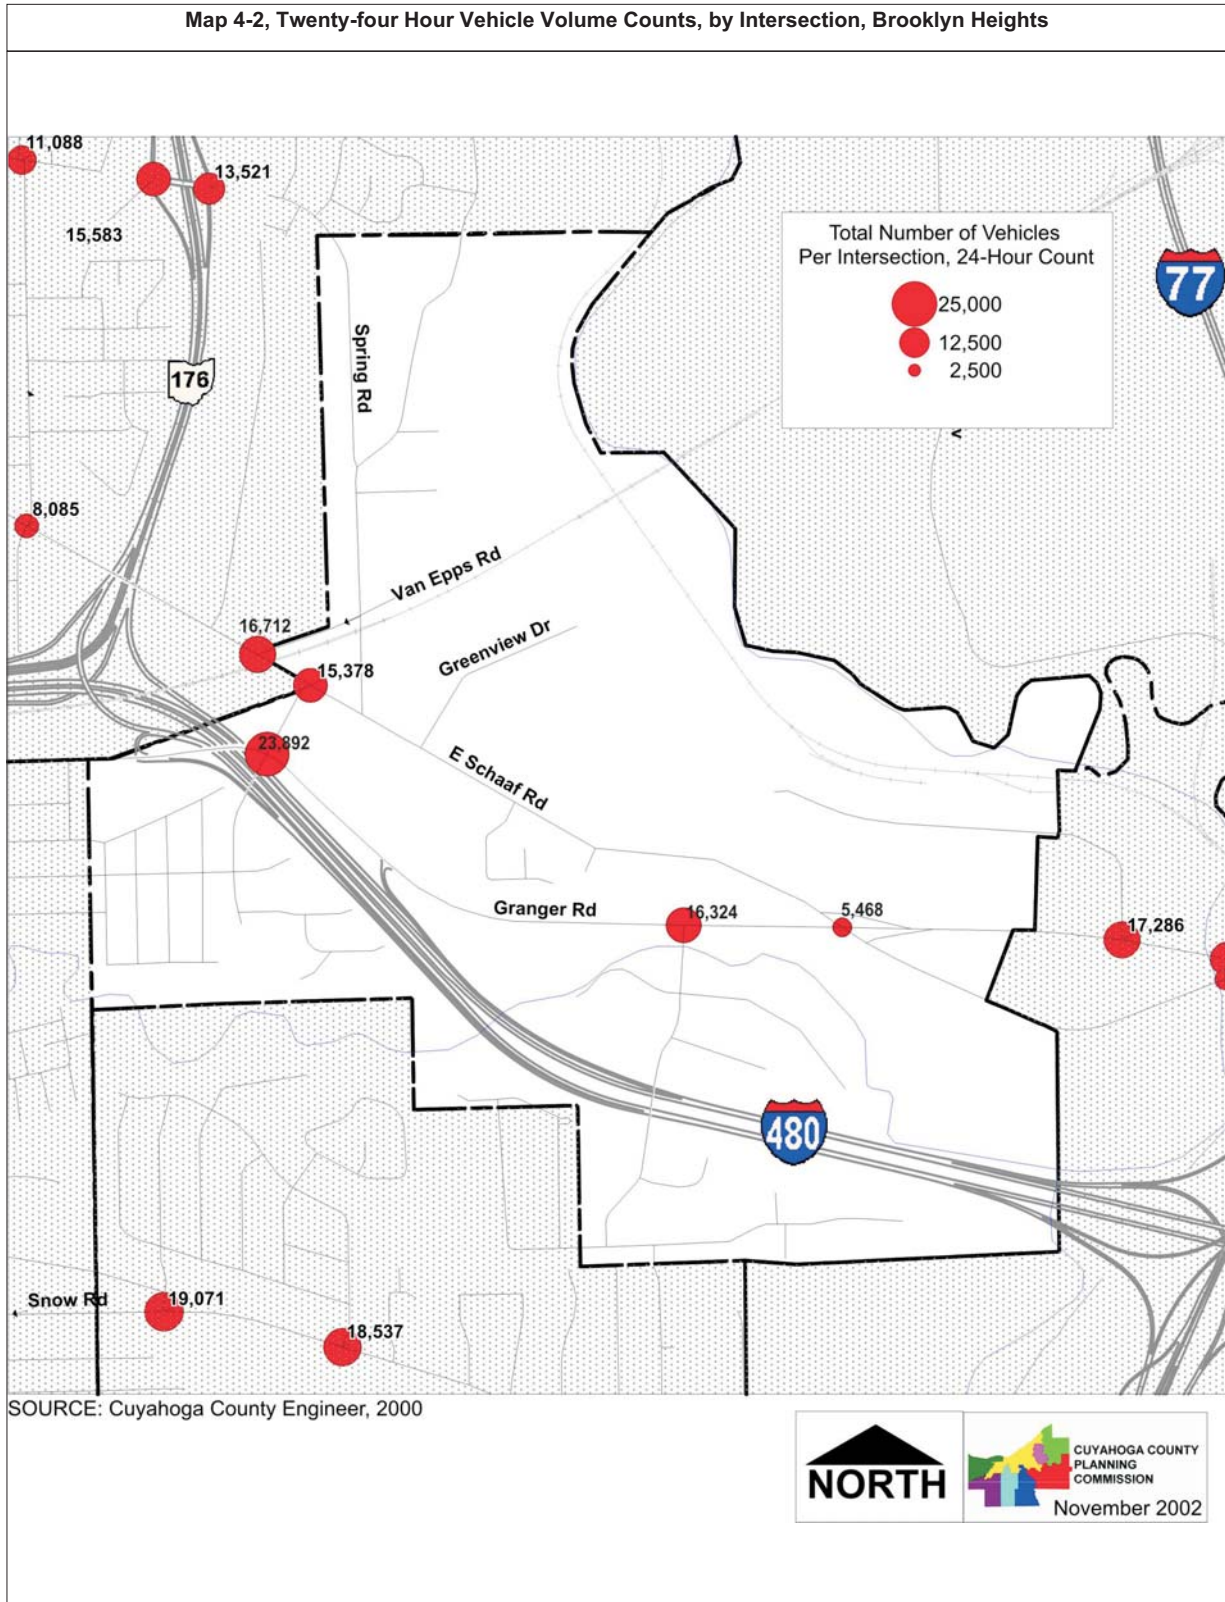 Map 4-2, Twenty-four Hour Vehicle Volume Counts, by Intersection, Brooklyn Heights
11,088
13,521
15,583
Total Number of Vehicles
Per Intersection, 24-Hour Count
25,000
12,500
2,500
77
176
Spring Rd
8,085
Van Epps Rd
16,712
Greenview Dr
15,378
23,892
E Schaaf Rd
Granger Rd
16,324
5,468
17,286
480
Snow Rd
19,071
18,537
SOURCE: Cuyahoga County Engineer, 2000
NORTH
CUYAHOGA COUNTY
PLANNING
COMMISSION
November 2002